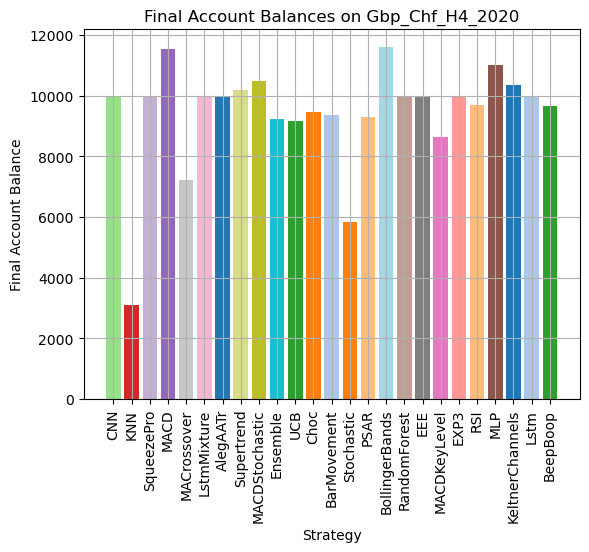 Final Account Balances on Gbp_Chf_H4_2020
Final Account Balance
12000
10000
8000
6000
4000
2000
0
CNN
KNN
SqueezePro
MACD
MACrossover
LstmMixture
AlegAATr
Supertrend
MACDStochastic
Ensemble
UCB
Choc
BarMovement
Stochastic
PSAR
BollingerBands
RandomForest
EEE
MACDKeyLevel
EXP3
RSI
MLP
KeltnerChannels
Lstm
BeepBoop
Strategy